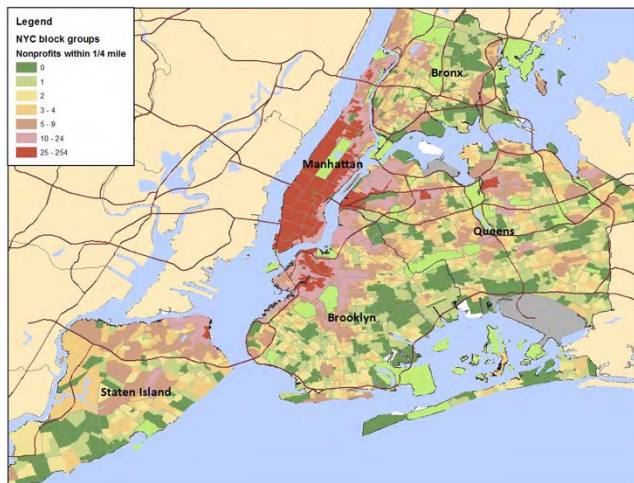 Legend
NYC block groups
Nonprofits within 1/4 mile
0
1
2
3 - 4
5 - 9
10 - 24
25 - 254
Bronx
Manhattan
Queens
Brooklyn
Staten Island